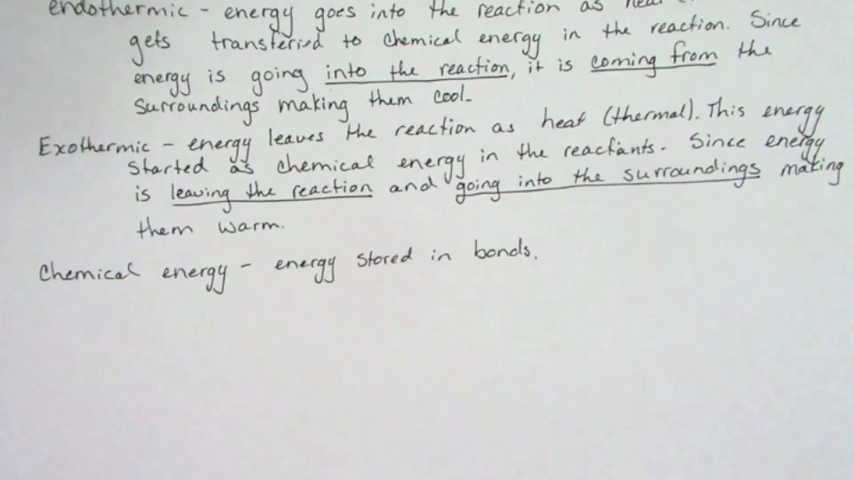 endothermic - energy goes into the reaction as
gets transferred to chemical energy in the reaction. Since
energy is going into the reaction, it is coming from the
surroundings making them cool.
Exothermic - energy leaves the reaction as heat (thermal). This energy
started as chemical energy in the reactants. Since energy
is leaving the reaction and going into the surroundings making
them warm.
Chemical energy - energy stored in bonds.